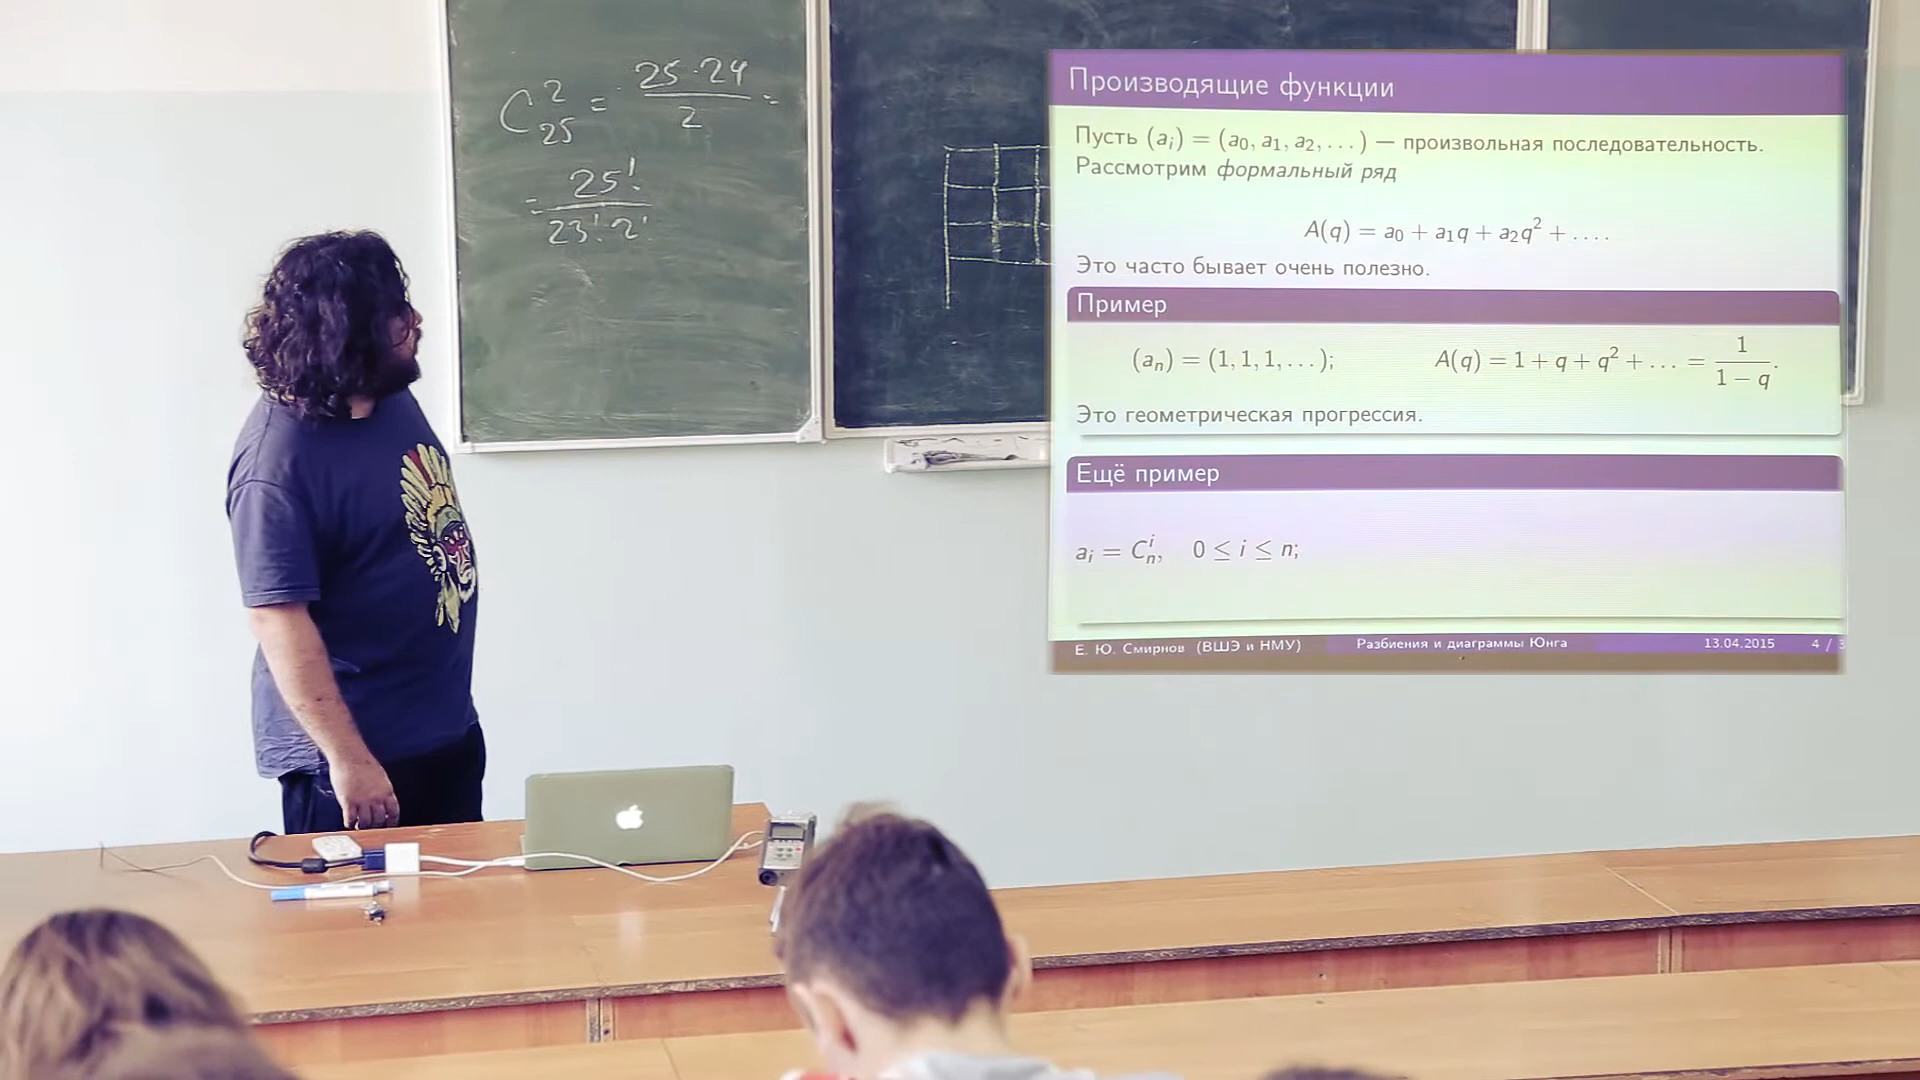 C²₂₅ = 25·24 / 2 =
= 25! / 23!·2!
Производящие функции
Пусть (aᵢ) = (a₀, a₁, a₂, . . . ) — произвольная последовательность.
Рассмотрим формальный ряд
A(q) = a₀ + a₁q + a₂q² + . . . .
Это часто бывает очень полезно.
Пример
(aₙ) = (1, 1, 1, . . . ); A(q) = 1 + q + q² + . . . = 1 / (1 − q).
Это геометрическая прогрессия.
Ещё пример
aᵢ = Cₙⁱ, 0 ≤ i ≤ n;
Е. Ю. Смирнов (ВШЭ и НМУ) Разбиения и диаграммы Юнга 13.04.2015 4 / 3